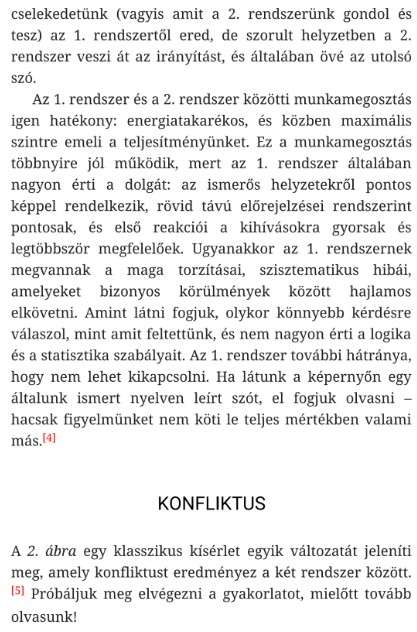 cselekedetünk (vagyis amit a 2. rendszerünk gondol és
tesz) az 1. rendszertől ered, de szorult helyzetben a 2.
rendszer veszi át az irányítást, és általában övé az utolsó
szó.
Az 1. rendszer és a 2. rendszer közötti munkamegosztás
igen hatékony: energiatakarékos, és közben maximális
szintre emeli a teljesítményünket. Ez a munkamegosztás
többnyire jól működik, mert az 1. rendszer általában
nagyon érti a dolgát: az ismerős helyzetekről pontos
képpel rendelkezik, rövid távú előrejelzései rendszerint
pontosak, és első reakciói a kihívásokra gyorsak és
legtöbbször megfelelőek. Ugyanakkor az 1. rendszernek
megvannak a maga torzításai, szisztematikus hibái,
amelyeket bizonyos körülmények között hajlamos
elkövetni. Amint látni fogjuk, olykor könnyebb kérdésre
válaszol, mint amit feltettünk, és nem nagyon érti a logika
és a statisztika szabályait. Az 1. rendszer további hátránya,
hogy nem lehet kikapcsolni. Ha látunk a képernyőn egy
általunk ismert nyelven leírt szót, el fogjuk olvasni –
hacsak figyelmünket nem köti le teljes mértékben valami
más.[4]
KONFLIKTUS
A 2. ábra egy klasszikus kísérlet egyik változatát jeleníti
meg, amely konfliktust eredményez a két rendszer között.
[5] Próbáljuk meg elvégezni a gyakorlatot, mielőtt tovább
olvasunk!